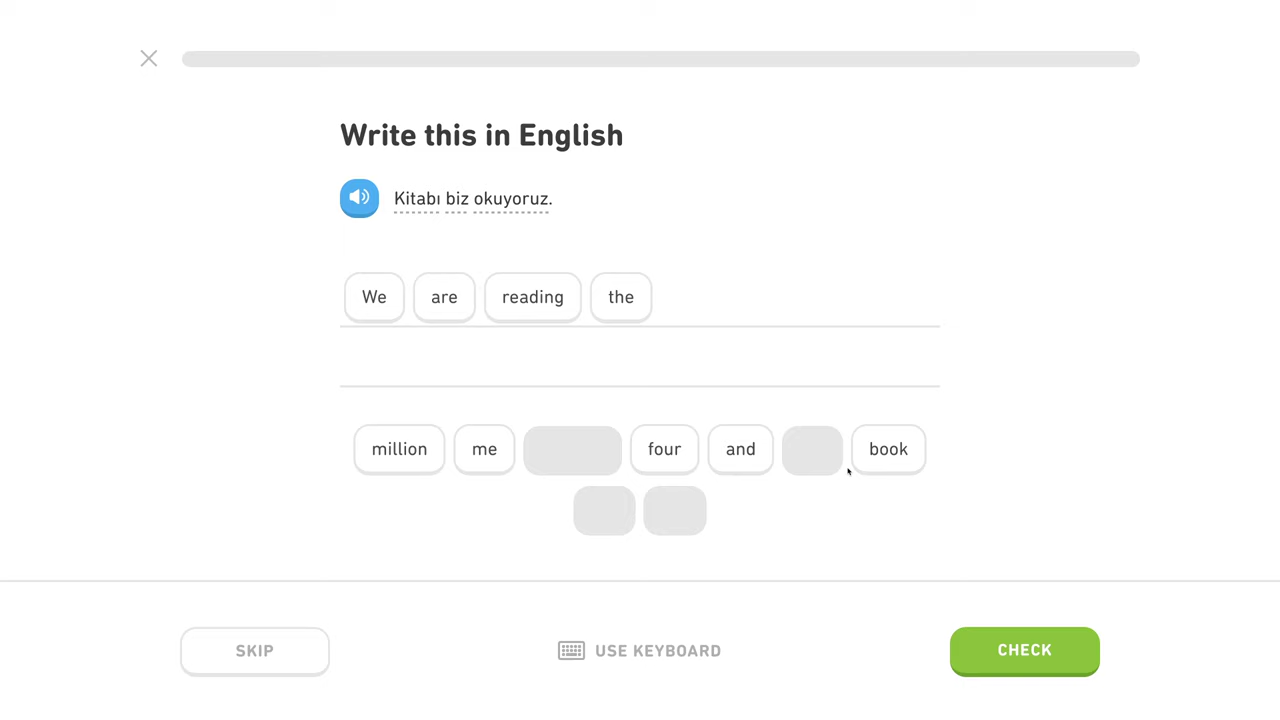 Write this in English
Kitabı biz okuyoruz.
We are reading the
million me four and book
SKIP USE KEYBOARD CHECK